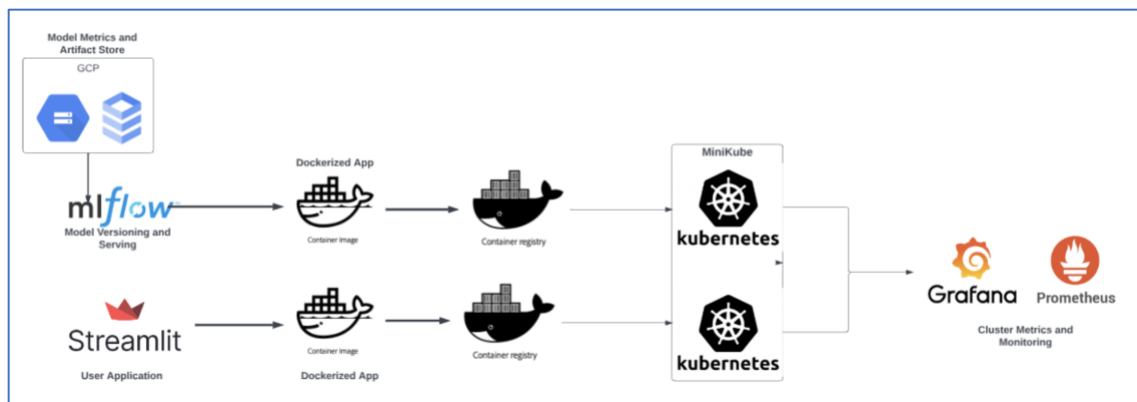 Model Metrics and
Artifact Store
GCP
mlflow™
Model Versioning and
Serving
Dockerized App
Container Image
Container registry
MiniKube
kubernetes
Streamlit
User Application
Container Image
Dockerized App
Container registry
kubernetes
Grafana
Prometheus
Cluster Metrics and
Monitoring